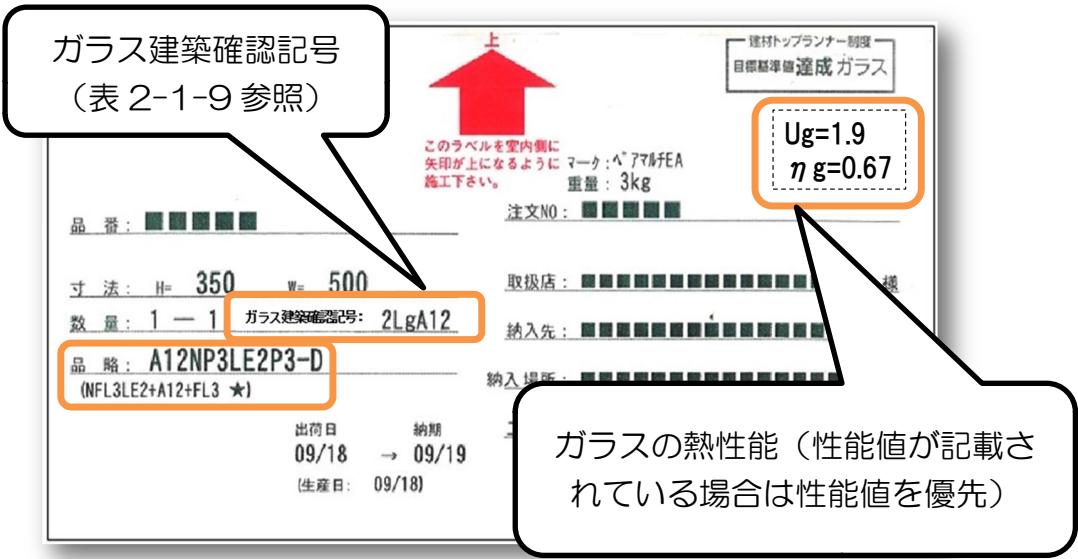 ガラス建築確認記号
（表 2-1-9 参照）
上
このラベルを室内側に
矢印が上になるように
施工下さい。
建材トップランナー制度
目標基準値達成ガラス
Ug=1.9
ηg=0.67
マーク：ペアマルチEA
重量：3kg
品 番：■■■■■
注文NO：■■■■■
寸 法：H= 350 W= 500
取扱店：■■■■■■■■■■■■■■ 様
数 量：1 － 1 ガラス建築確認記号：2LgA12
納入先：■■■■■■■■■■■■■■
品 略：A12NP3LE2P3-D
(NFL3LE2+A12+FL3 ★)
納入場所：■■■■■■■■■■■■■■
出荷日 納期
09/18 → 09/19
(生産日： 09/18)
ガラスの熱性能（性能値が記載さ
れている場合は性能値を優先）